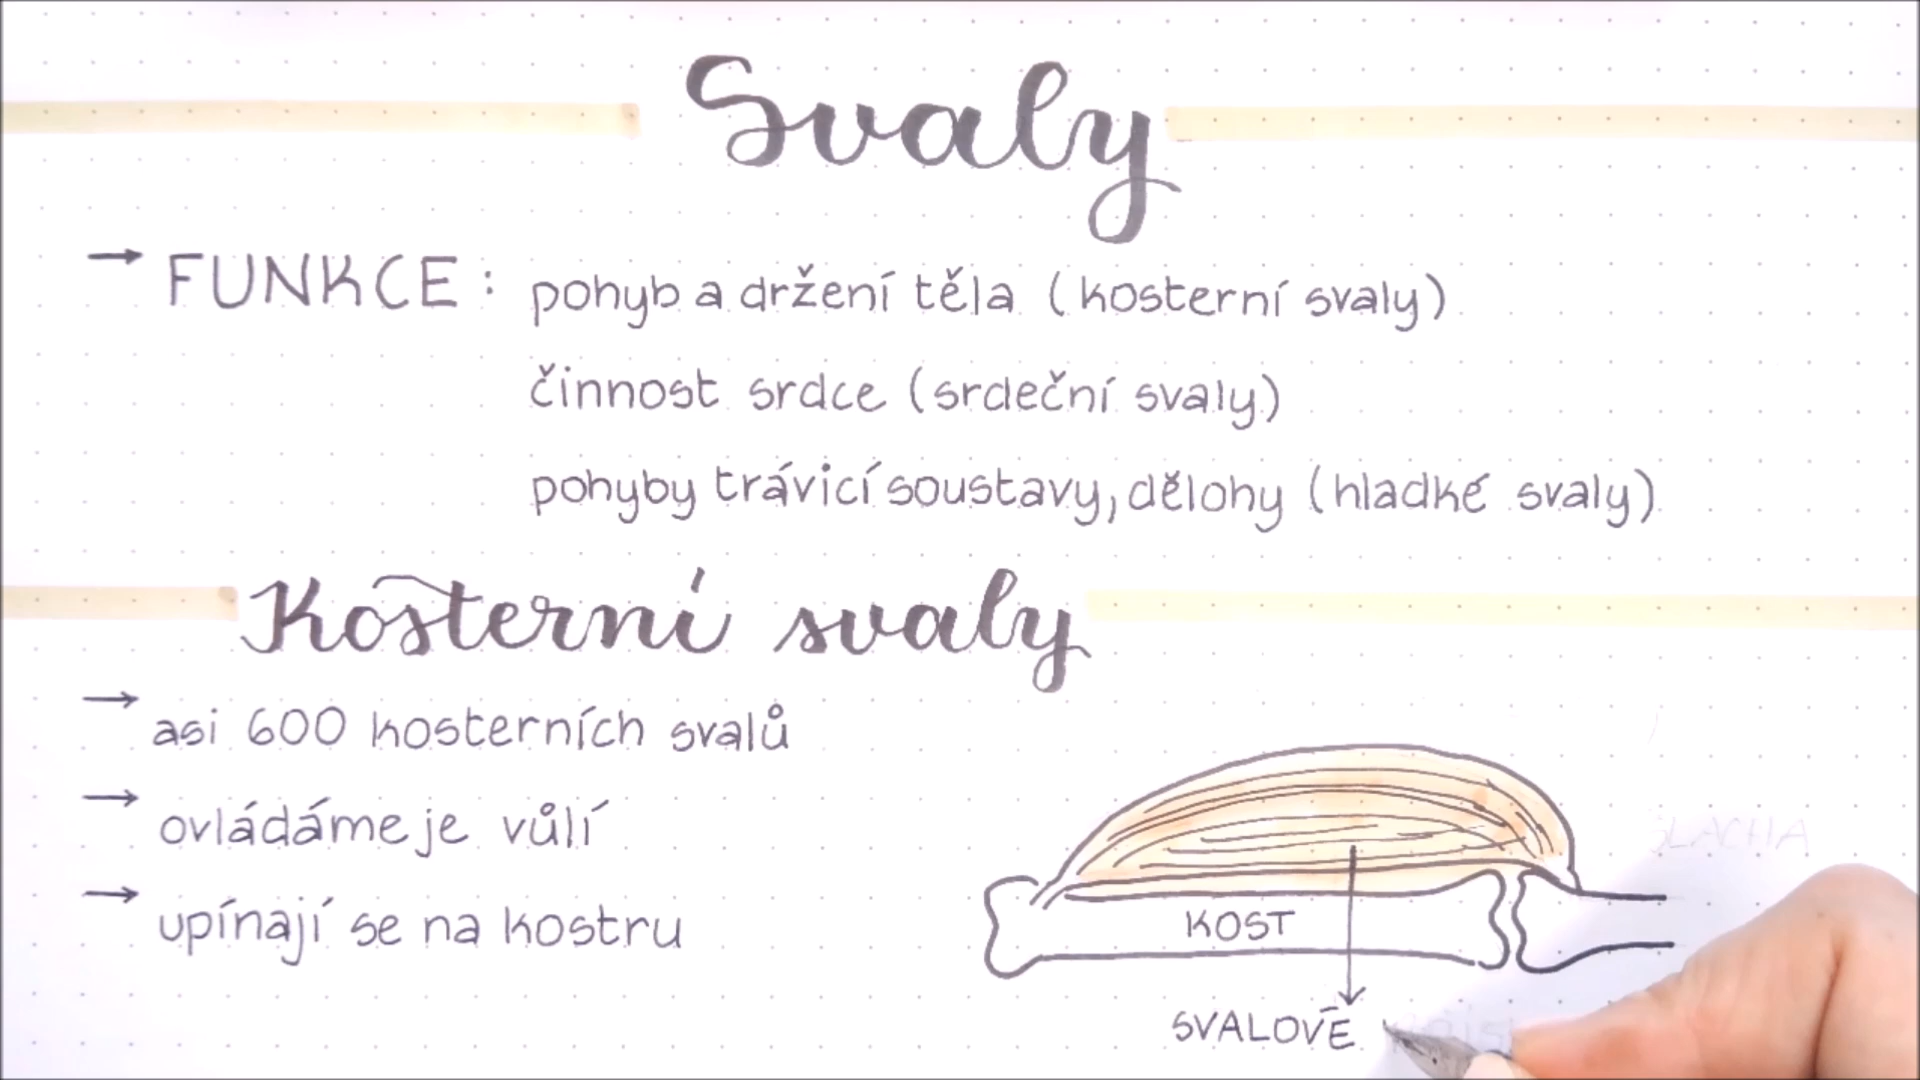 Svaly
→ FUNKCE: pohyb a držení těla (kosterní svaly)
činnost srdce (srdeční svaly)
pohyby trávicí soustavy, dělohy (hladké svaly)
Kosterní svaly
→ asi 600 kosterních svalů
→ ovládáme je vůlí
→ upínají se na kostru
ŠLACHA
KOST
SVALOVÉ